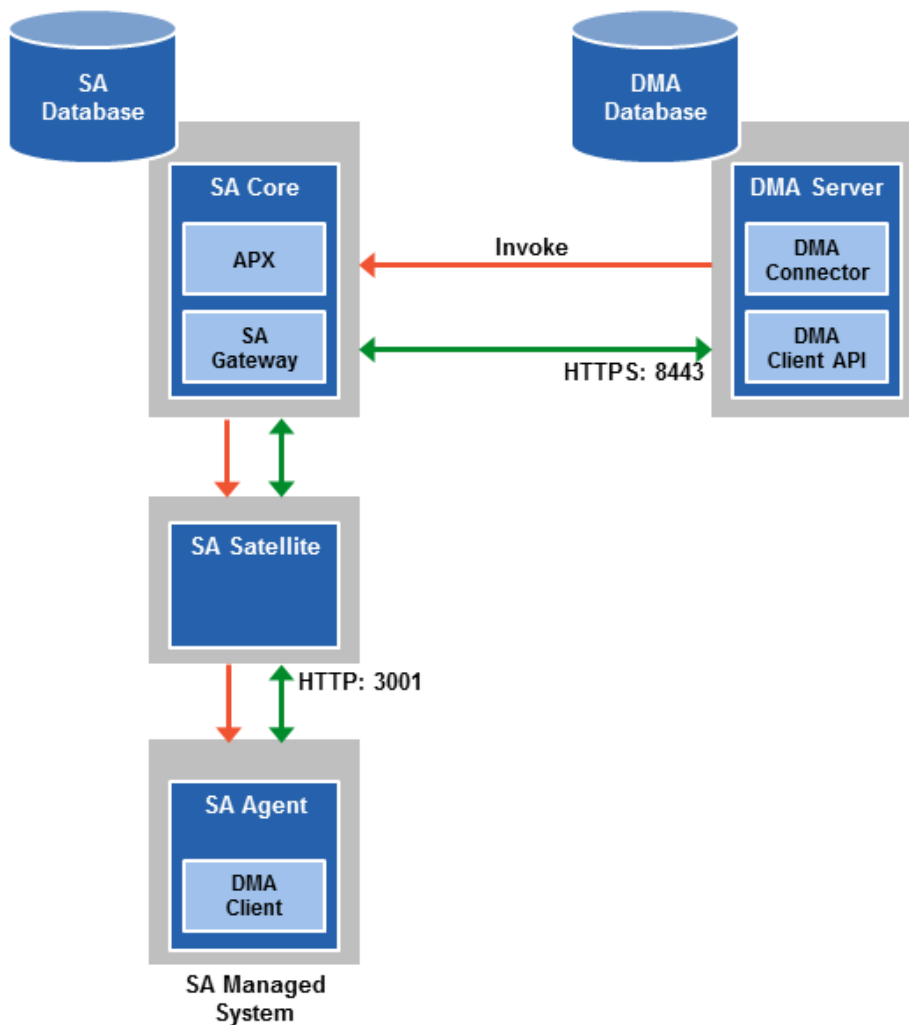 SA
Database
DMA
Database
SA Core
APX
SA
Gateway
Invoke
HTTPS: 8443
DMA Server
DMA
Connector
DMA
Client API
SA Satellite
HTTP: 3001
SA Agent
DMA
Client
SA Managed
System